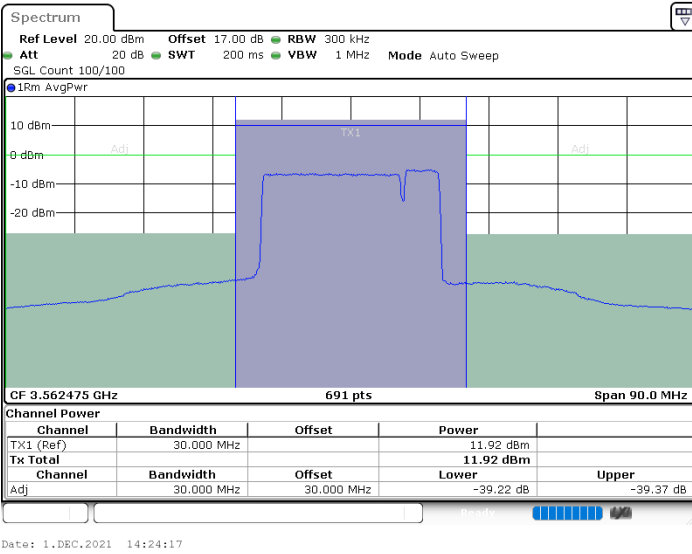 Spectrum
Ref Level 20.00 dBm Offset 17.00 dB RBW 300 kHz
Att 20 dB SWT 200 ms VBW 1 MHz Mode Auto Sweep
SGL Count 100/100
1Rm AvgPwr
10 dBm
TX1
Adj Adj
0 dBm
-10 dBm
-20 dBm
CF 3.562475 GHz 691 pts Span 90.0 MHz
Channel Power
Channel Bandwidth Offset Power
TX1 (Ref) 30.000 MHz 11.92 dBm
Tx Total 11.92 dBm
Channel Bandwidth Offset Lower Upper
Adj 30.000 MHz 30.000 MHz -39.22 dB -39.37 dB
Ready
Date: 1.DEC.2021 14:24:17